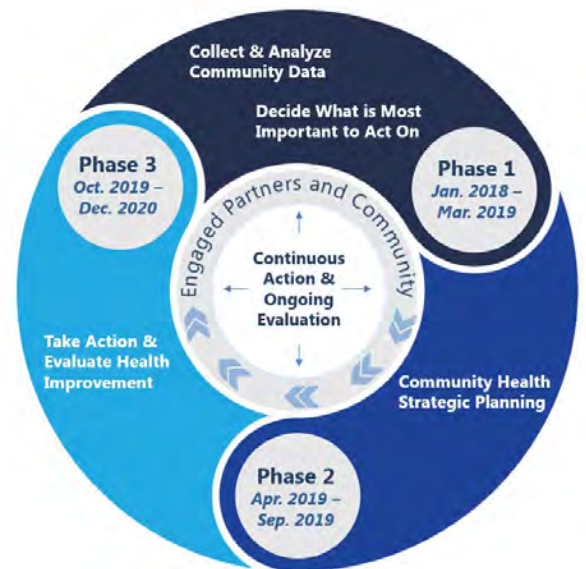 Collect & Analyze
Community Data
Decide What is Most
Important to Act On
Phase 1
Jan. 2018 –
Mar. 2019
Community Health
Strategic Planning
Phase 2
Apr. 2019 –
Sep. 2019
Take Action &
Evaluate Health
Improvement
Phase 3
Oct. 2019 –
Dec. 2020
Engaged Partners and Community
Continuous
Action &
Ongoing
Evaluation